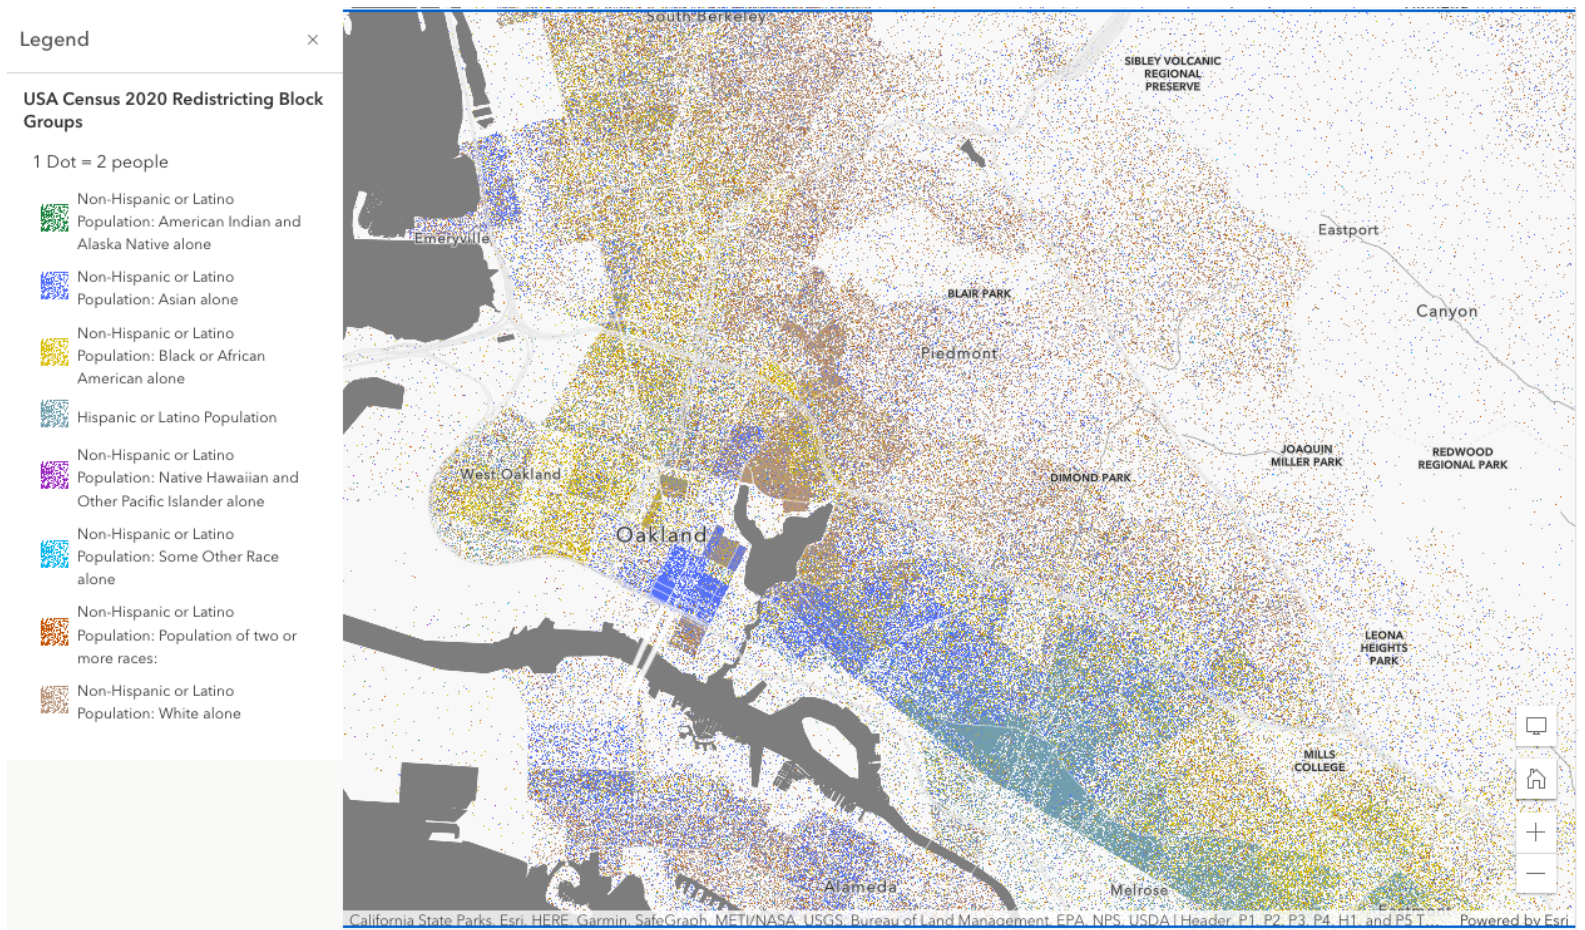 Legend
USA Census 2020 Redistricting Block
Groups
1 Dot = 2 people
Non-Hispanic or Latino
Population: American Indian and
Alaska Native alone
Non-Hispanic or Latino
Population: Asian alone
Non-Hispanic or Latino
Population: Black or African
American alone
Hispanic or Latino Population
Non-Hispanic or Latino
Population: Native Hawaiian and
Other Pacific Islander alone
Non-Hispanic or Latino
Population: Some Other Race
alone
Non-Hispanic or Latino
Population: Population of two or
more races:
Non-Hispanic or Latino
Population: White alone
South Berkeley
SIBLEY VOLCANIC
REGIONAL
PRESERVE
Emeryville
Eastport
BLAIR PARK
Canyon
Piedmont
JOAQUIN
MILLER PARK
REDWOOD
REGIONAL PARK
West Oakland
DIMOND PARK
Oakland
LEONA
HEIGHTS
PARK
MILLS
COLLEGE
Alameda
Melrose
California State Parks, Esri, HERE, Garmin, SafeGraph, METI/NASA, USGS, Bureau of Land Management, EPA, NPS, USDA | Header, P1, P2, P3, P4, H1, and P5 T...
Powered by Esri